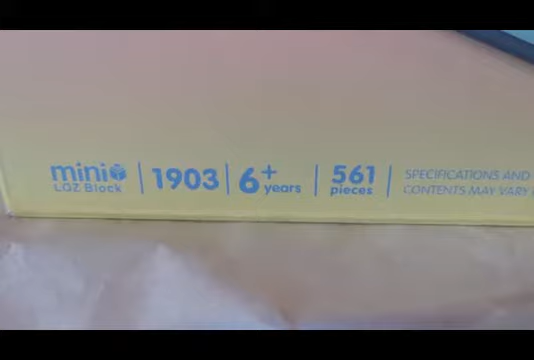 mini
LOZ Block
1903
6+
years
561
pieces
SPECIFICATIONS AND
CONTENTS MAY VARY